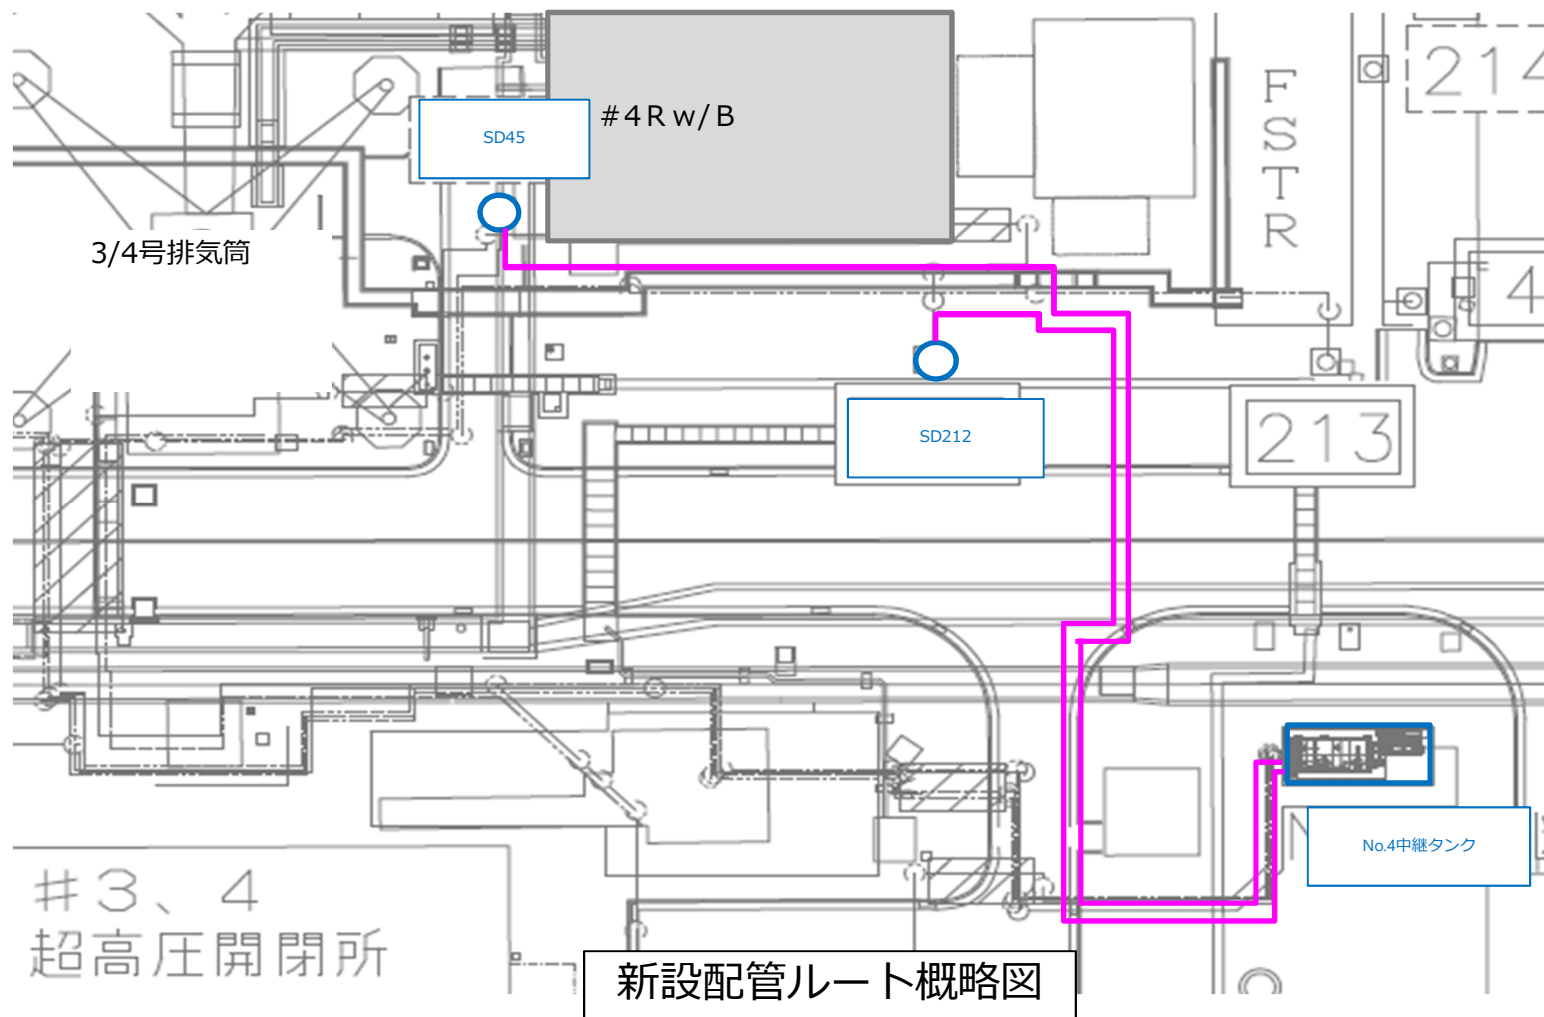 214
#4Rw/B
SD45
FSTR
3/4号排気筒
4
SD212
213
No.4中継タンク
#3、4
超高圧開閉所
新設配管ルート概略図